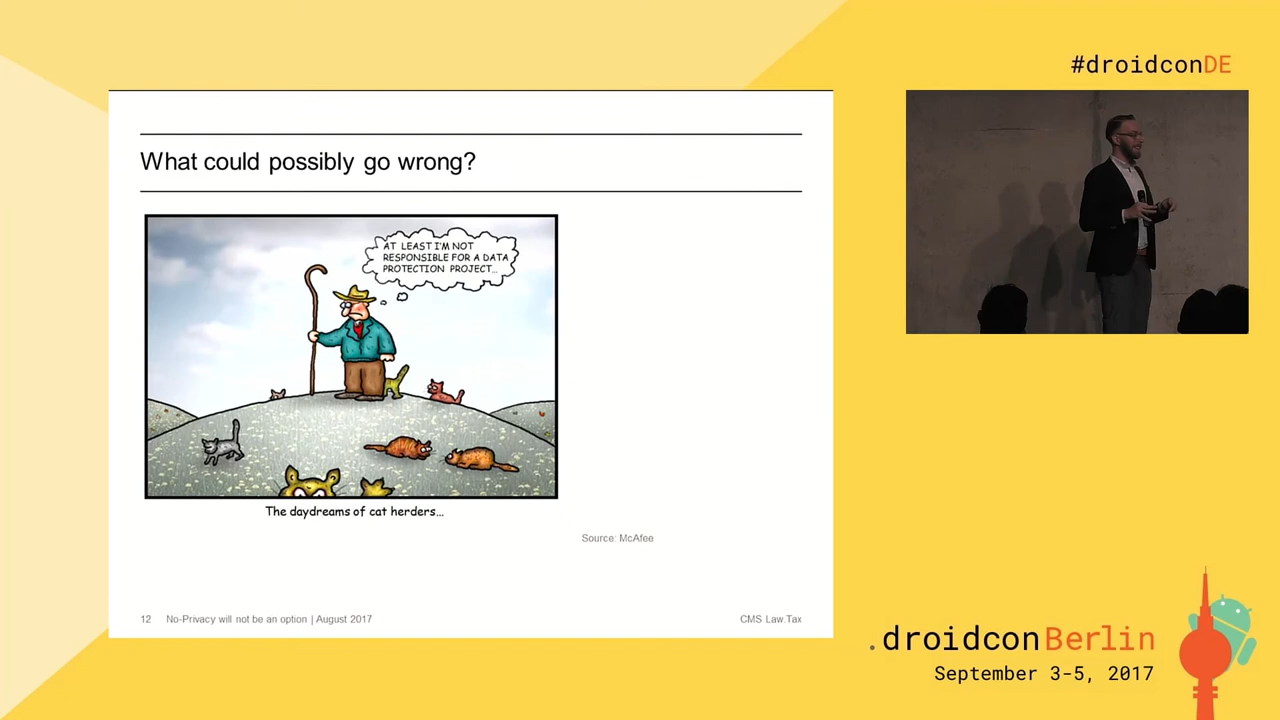 #droidconDE
What could possibly go wrong?
AT LEAST I'M NOT
RESPONSIBLE FOR A DATA
PROTECTION PROJECT...
The daydreams of cat herders...
Source: McAfee
12 No-Privacy will not be an option | August 2017
CMS Law.Tax
.droidconBerlin
September 3-5, 2017